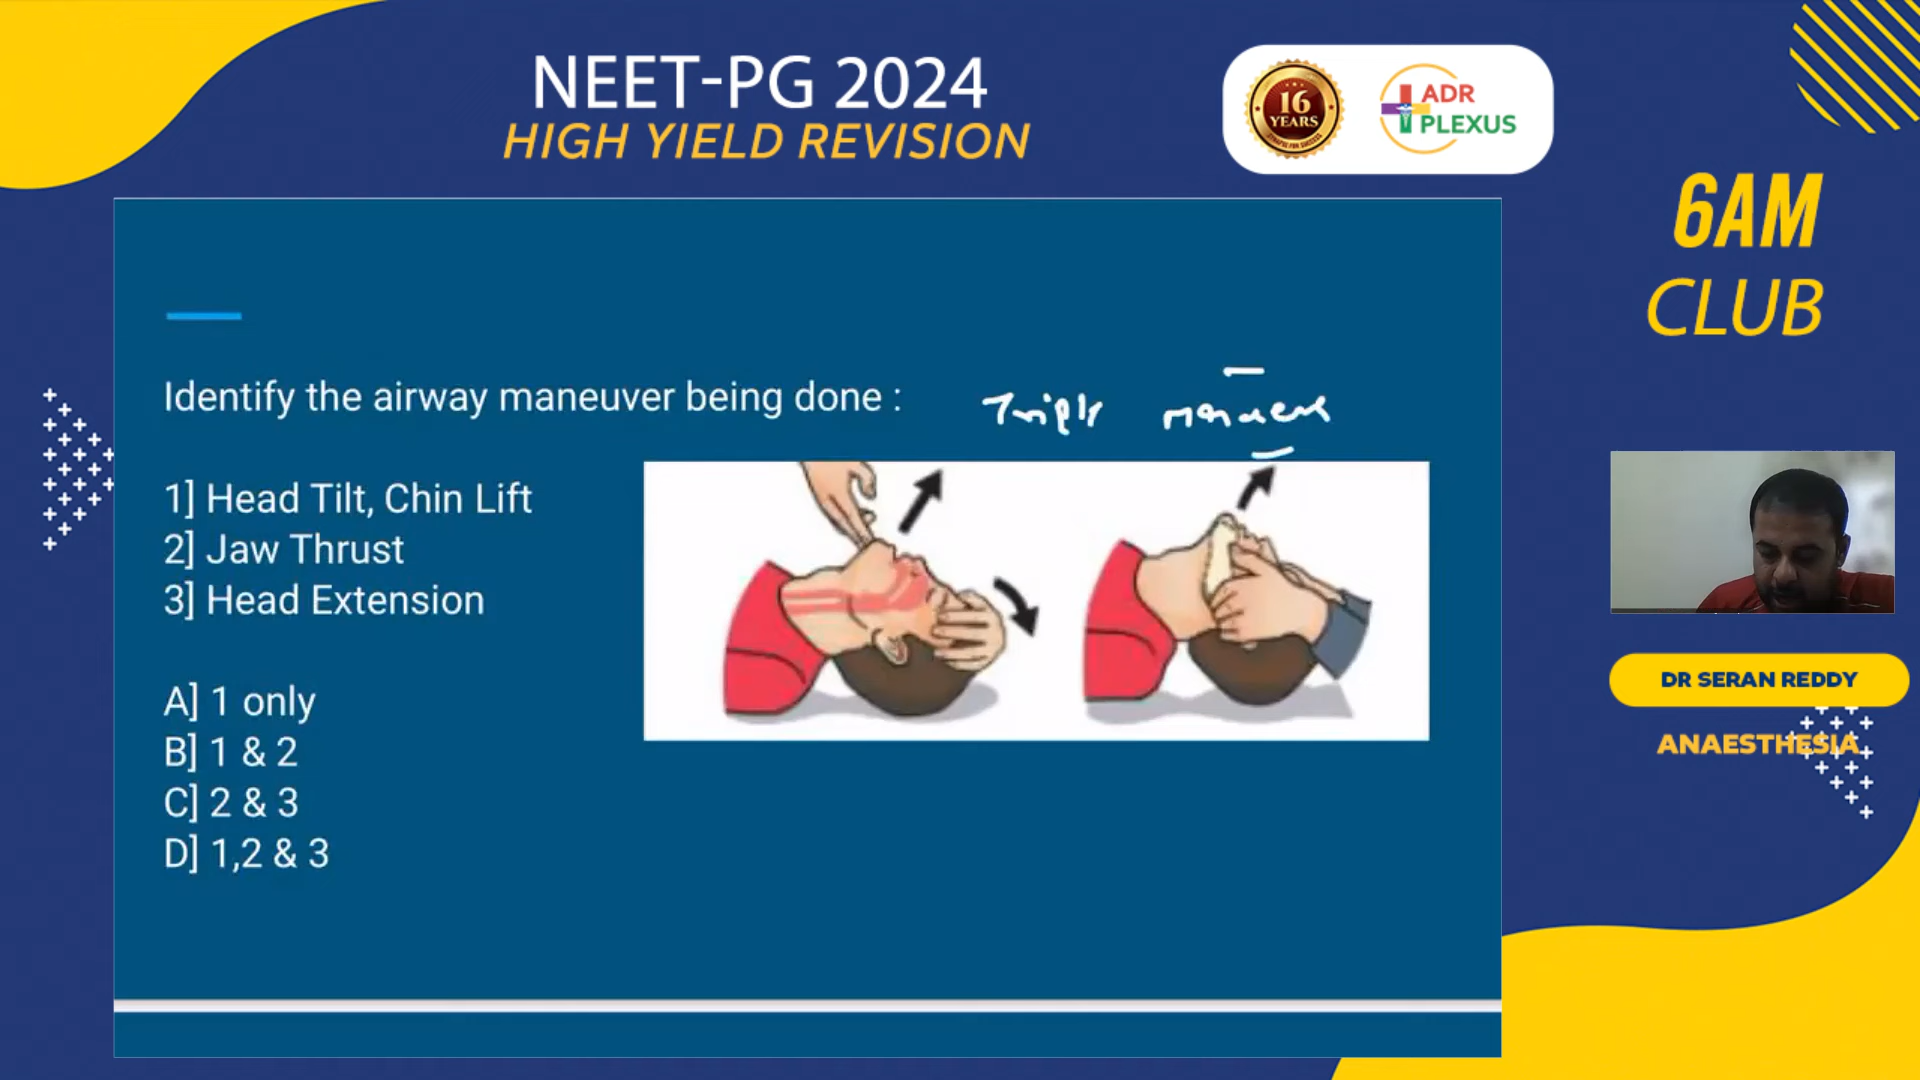 NEET-PG 2024
HIGH YIELD REVISION
16
YEARS
ADR
PLEXUS
6AM
CLUB
Identify the airway maneuver being done :
Triple
1] Head Tilt, Chin Lift
2] Jaw Thrust
3] Head Extension
A] 1 only
B] 1 & 2
C] 2 & 3
D] 1,2 & 3
DR SERAN REDDY
ANAESTHESIA